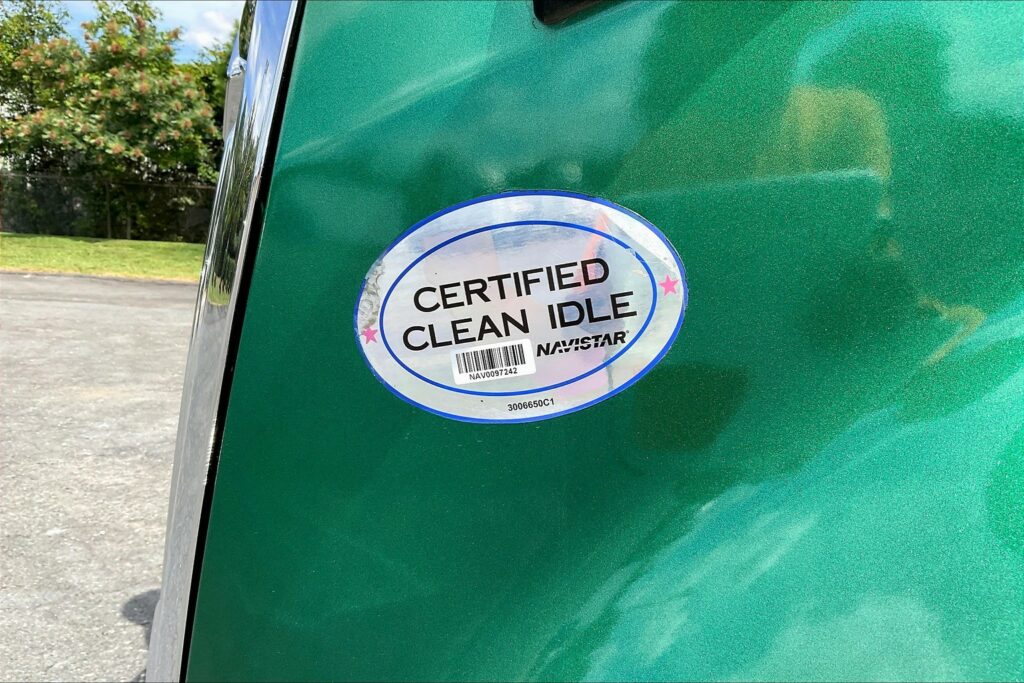 CERTIFIED
CLEAN IDLE
NAVISTAR®
NAV0097242
3006650C1